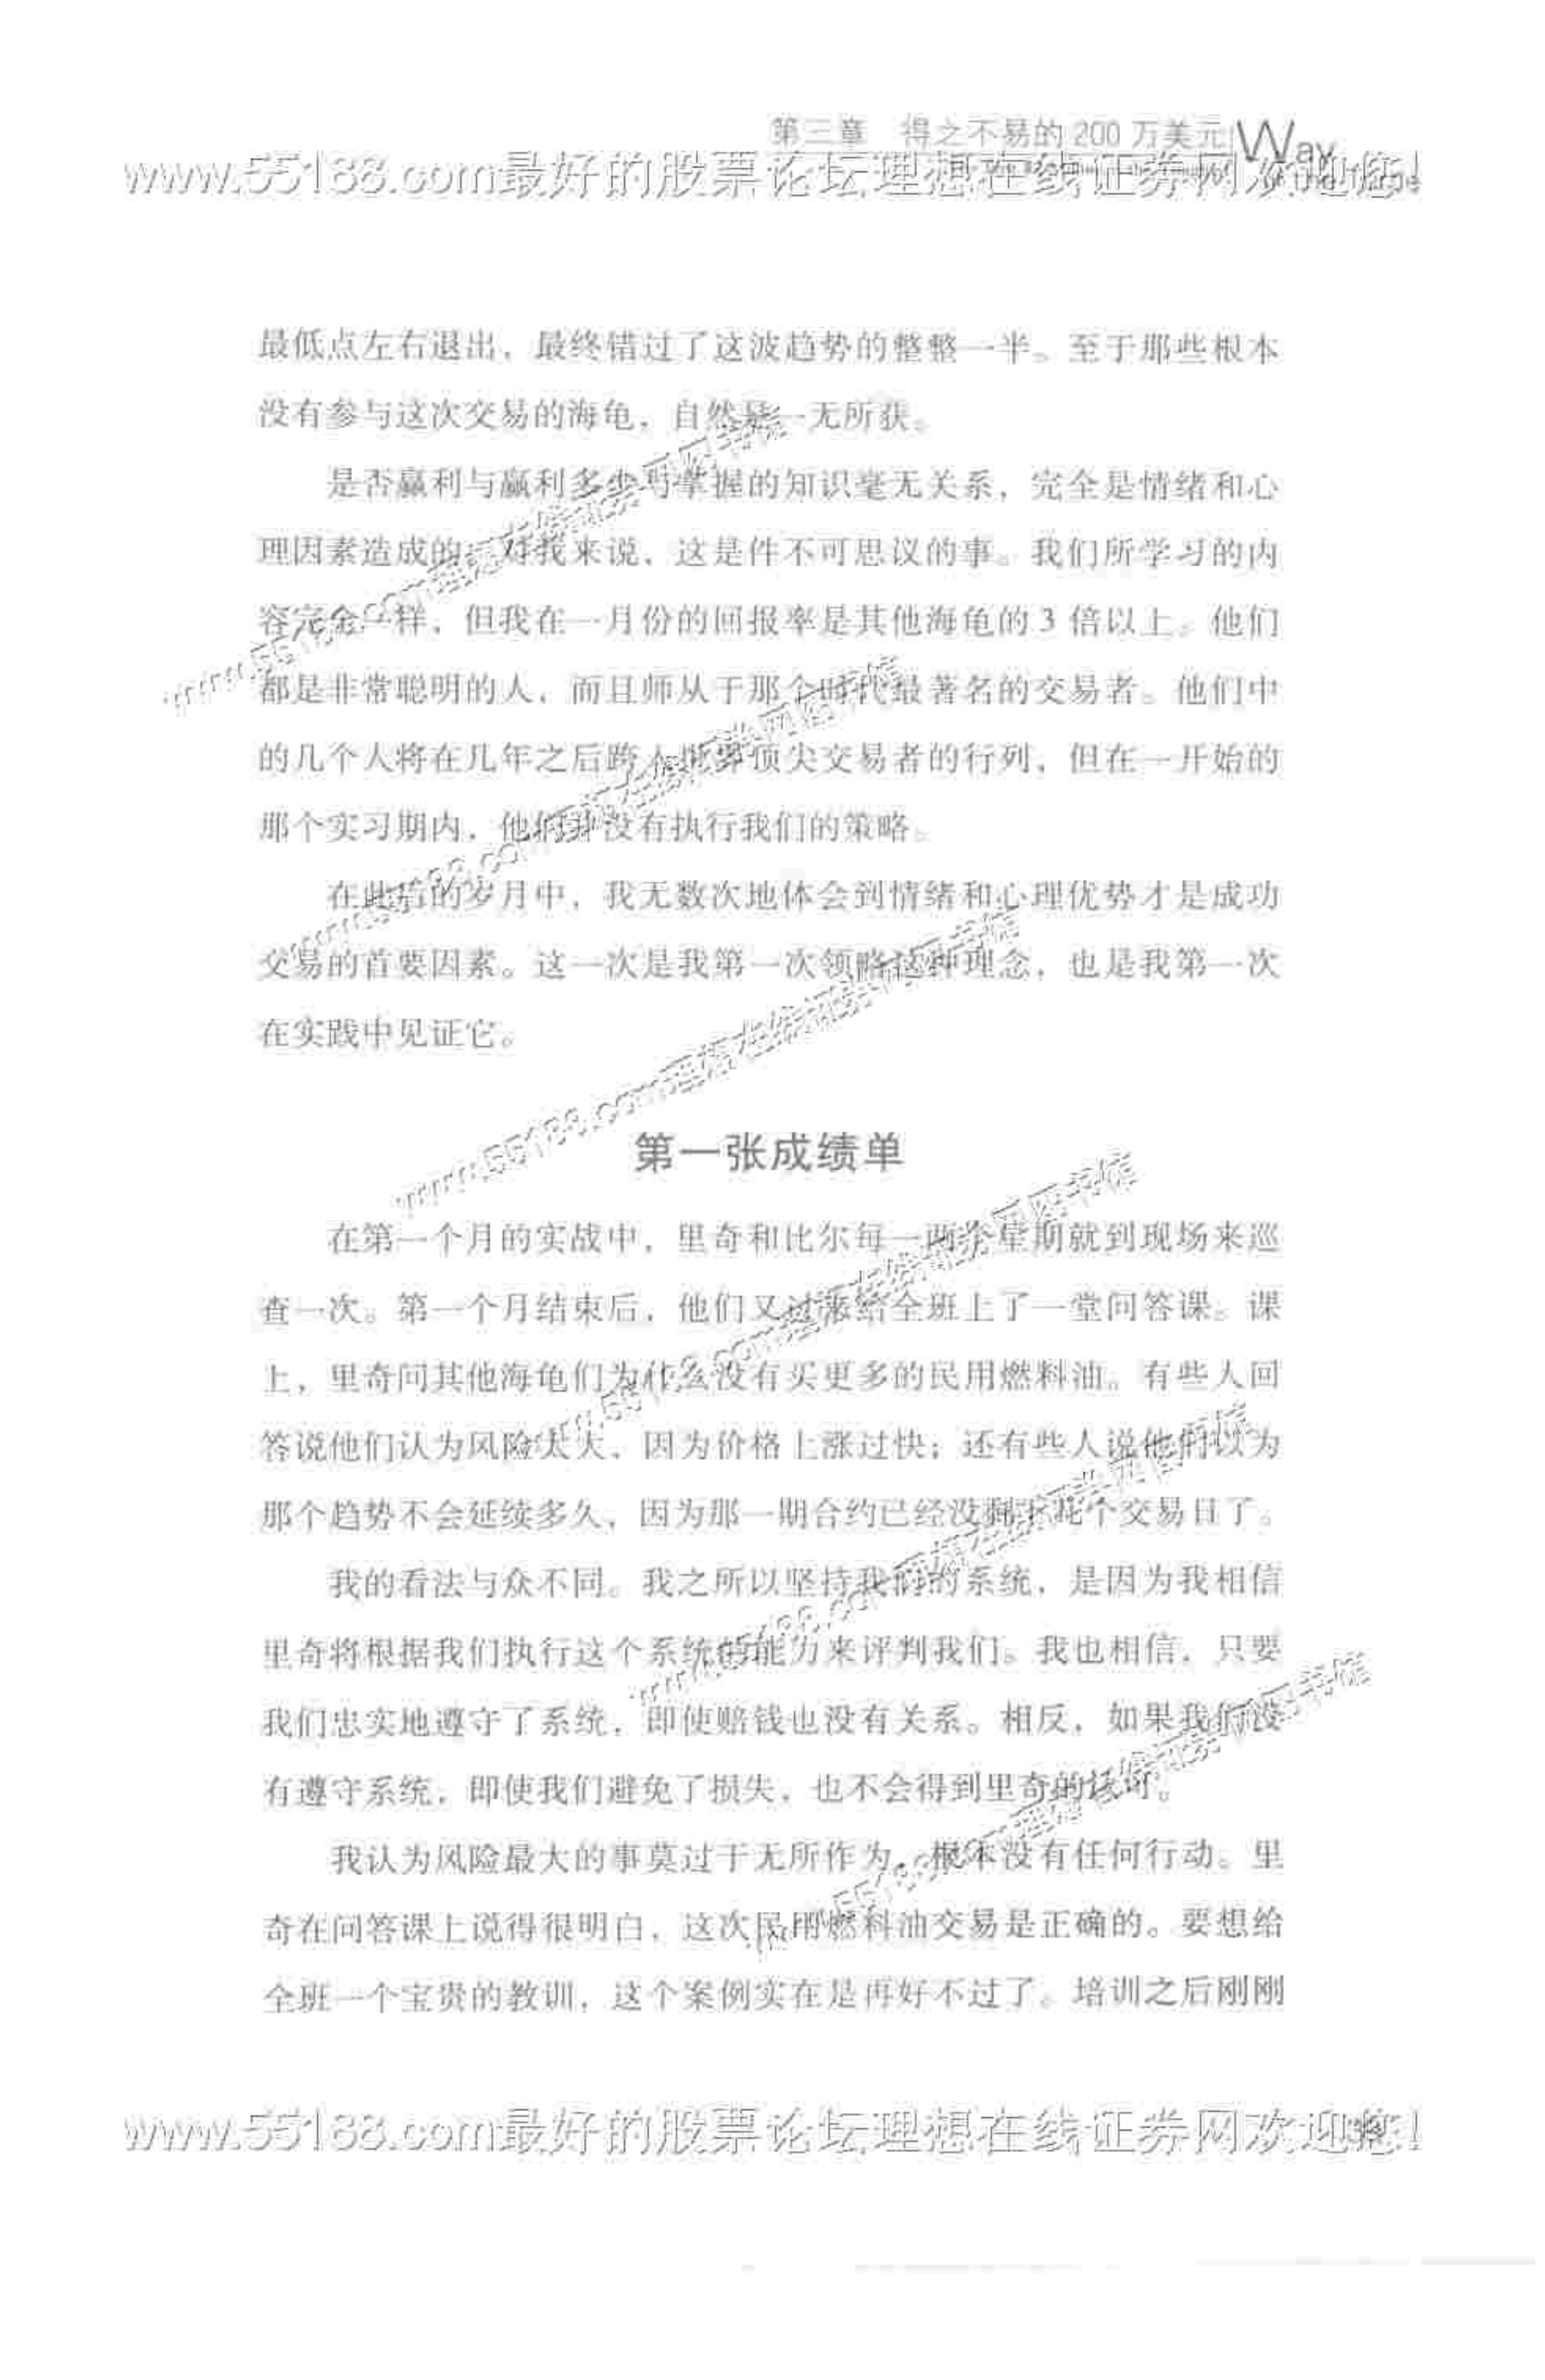 第三章 得之不易的 200 万美元
Way
www.55188.com最好的股票论坛理想在线证券网欢迎您!
最低点左右退出，最终错过了这波趋势的整整一半。至于那些根本
没有参与这次交易的海龟，自然是一无所获。
是否赢利与赢利多少与掌握的知识毫无关系，完全是情绪和心
理因素造成的。对我来说，这是件不可思议的事。我们所学习的内
容完全一样，但我在一月份的回报率是其他海龟的 3 倍以上。他们
都是非常聪明的人，而且师从于那个时代最著名的交易者。他们中
的几个人将在几年之后跨入世界顶尖交易者的行列，但在一开始的
那个实习期内，他们并没有执行我们的策略。
在此后的岁月中，我无数次地体会到情绪和心理优势才是成功
交易的首要因素。这一次是我第一次领略这种理念，也是我第一次
在实践中见证它。
第一张成绩单
在第一个月的实战中，里奇和比尔每一两个星期就到现场来巡
查一次。第一个月结束后，他们又过来给全班上了一堂问答课。课
上，里奇问其他海龟们为什么没有买更多的民用燃料油。有些人回
答说他们认为风险太大，因为价格上涨过快；还有些人说他们以为
那个趋势不会延续多久，因为那一期合约已经没剩下几个交易日了。
我的看法与众不同。我之所以坚持我们的系统，是因为我相信
里奇将根据我们执行这个系统的能力来评判我们。我也相信，只要
我们忠实地遵守了系统，即使赔钱也没有关系。相反，如果我们没
有遵守系统，即使我们避免了损失，也不会得到里奇的认可。
我认为风险最大的事莫过于无所作为，根本没有任何行动。里
奇在问答课上说得很明白，这次民用燃料油交易是正确的。要想给
全班一个宝贵的教训，这个案例实在是再好不过了。培训之后刚刚
www.55188.com最好的股票论坛理想在线证券网欢迎您!